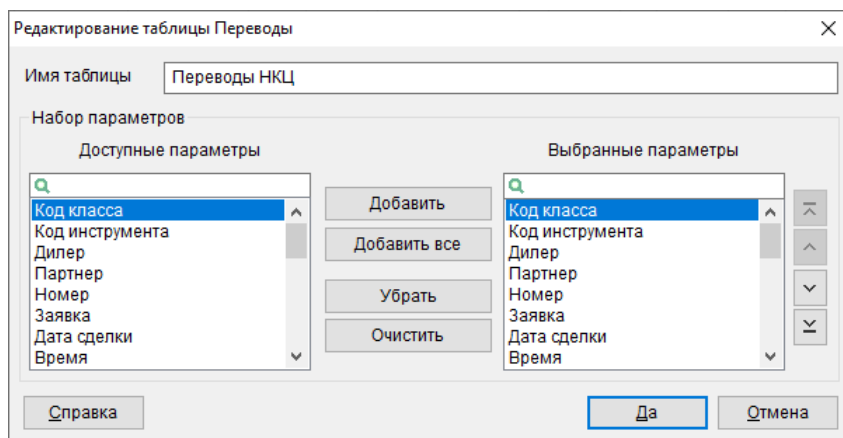 Редактирование таблицы Переводы
Имя таблицы
Переводы НКЦ
Набор параметров
Доступные параметры
Код класса
Код инструмента
Дилер
Партнер
Номер
Заявка
Дата сделки
Время
Добавить
Добавить все
Убрать
Очистить
Выбранные параметры
Код класса
Код инструмента
Дилер
Партнер
Номер
Заявка
Дата сделки
Время
Справка
Да
Отмена